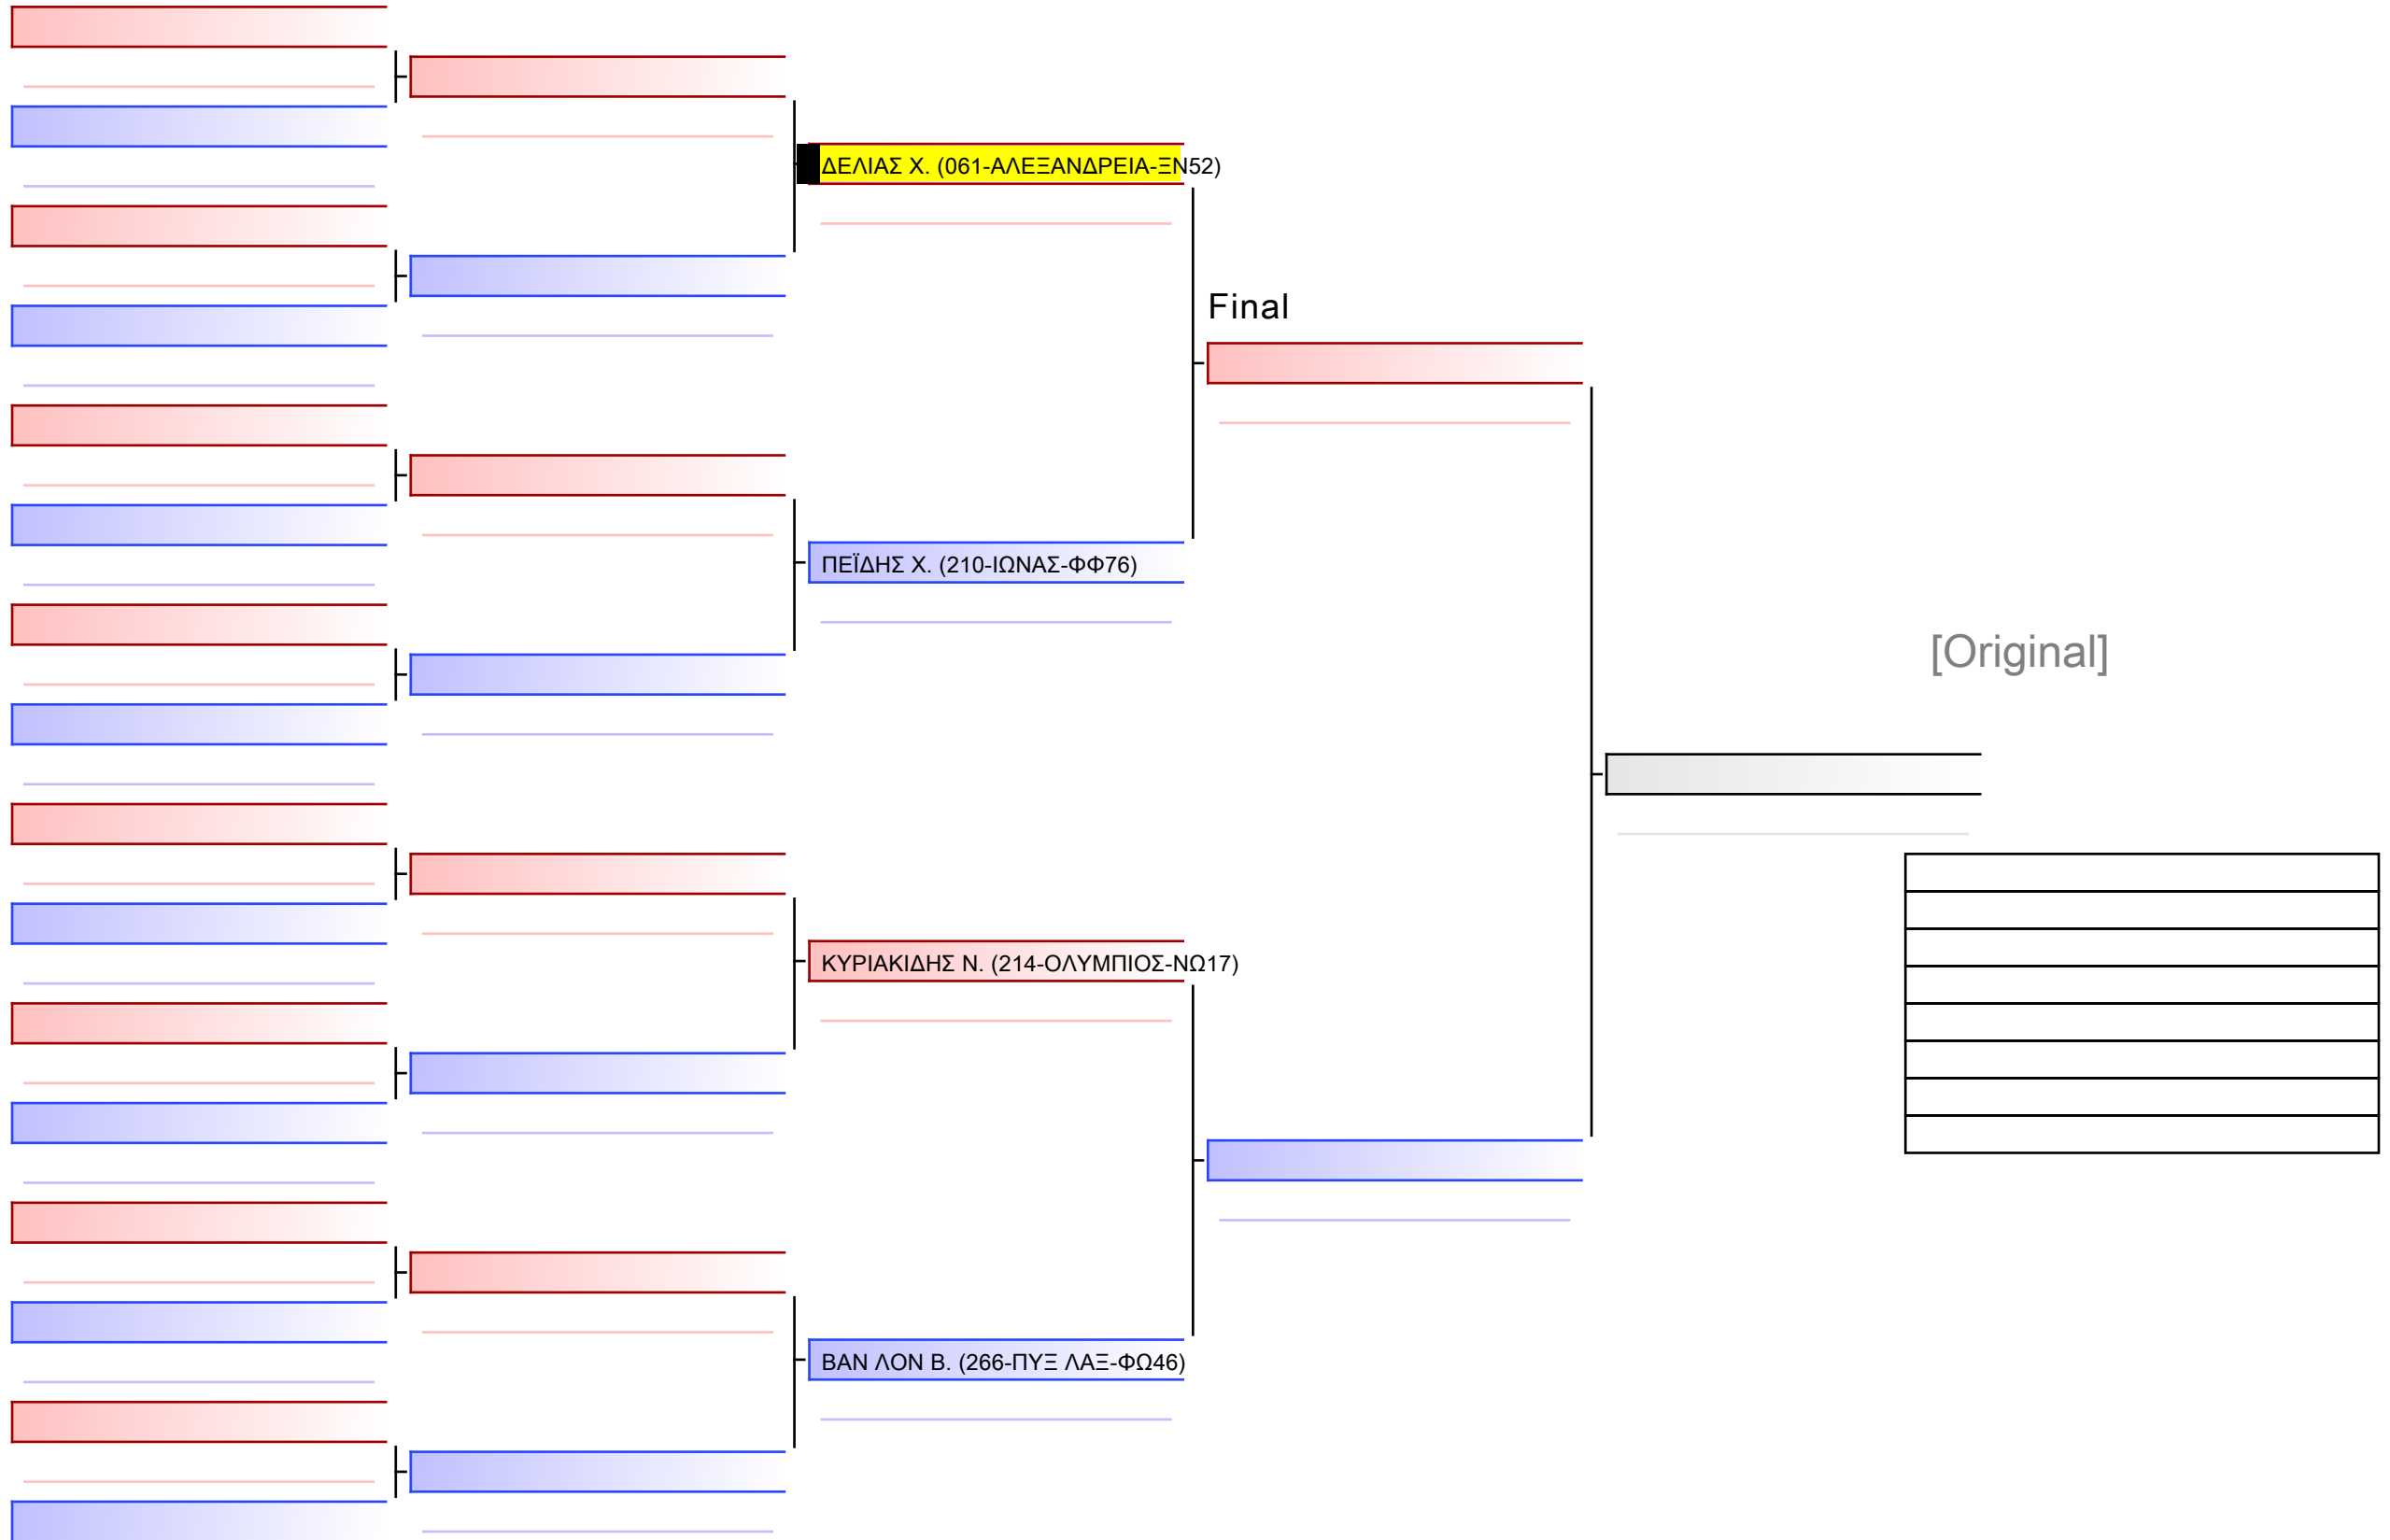 ΔΕΛΙΑΣ Χ. (061-ΑΛΕΞΑΝΔΡΕΙΑ-ΞΝ52)
Final
ΠΕΪΔΗΣ Χ. (210-ΙΩΝΑΣ-ΦΦ76)
[Original]
ΚΥΡΙΑΚΙΔΗΣ Ν. (214-ΟΛΥΜΠΙΟΣ-ΝΩ17)
ΒΑΝ ΛΟΝ Β. (266-ΠΥΞ ΛΑΞ-ΦΩ46)